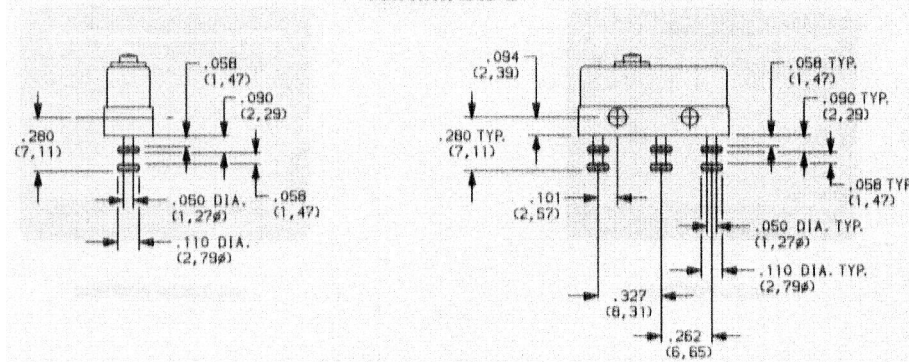 .058
(1,47)
.090
(2,29)
.280
(7,11)
.058
(1,47)
.050 DIA.
(1,27ø)
.110 DIA.
(2,79ø)
.094
(2,39)
.058 TYP.
(1,47)
.090 TYP.
(2,29)
.280 TYP.
(7,11)
.101
(2,57)
.058 TYP
(1,47)
.050 DIA. TYP.
(1,27ø)
.110 DIA. TYP.
(2,79ø)
.327
(8,31)
.262
(6,65)